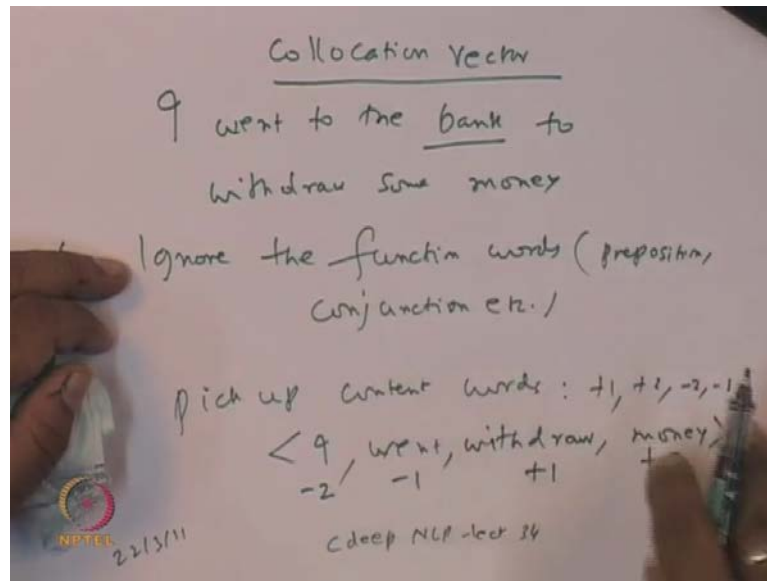 Collocation Vector
I went to the bank to
withdraw some money
Ignore the function words (preposition,
conjunction etc.)
Pick up content words : +1, +2, -2, -1
< I, went, withdraw, money,
-2 -1 +1 +
NPTEL 22/3/11 Cdeep NLP-lect 34